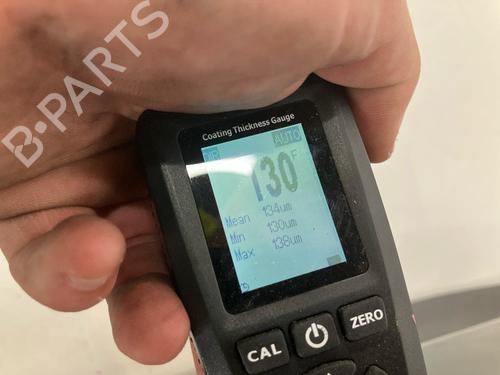 B-PARTS
Coating Thickness Gauge
AUTO
130
Mean 134um
Min 130um
Max 138um
CAL
ZERO